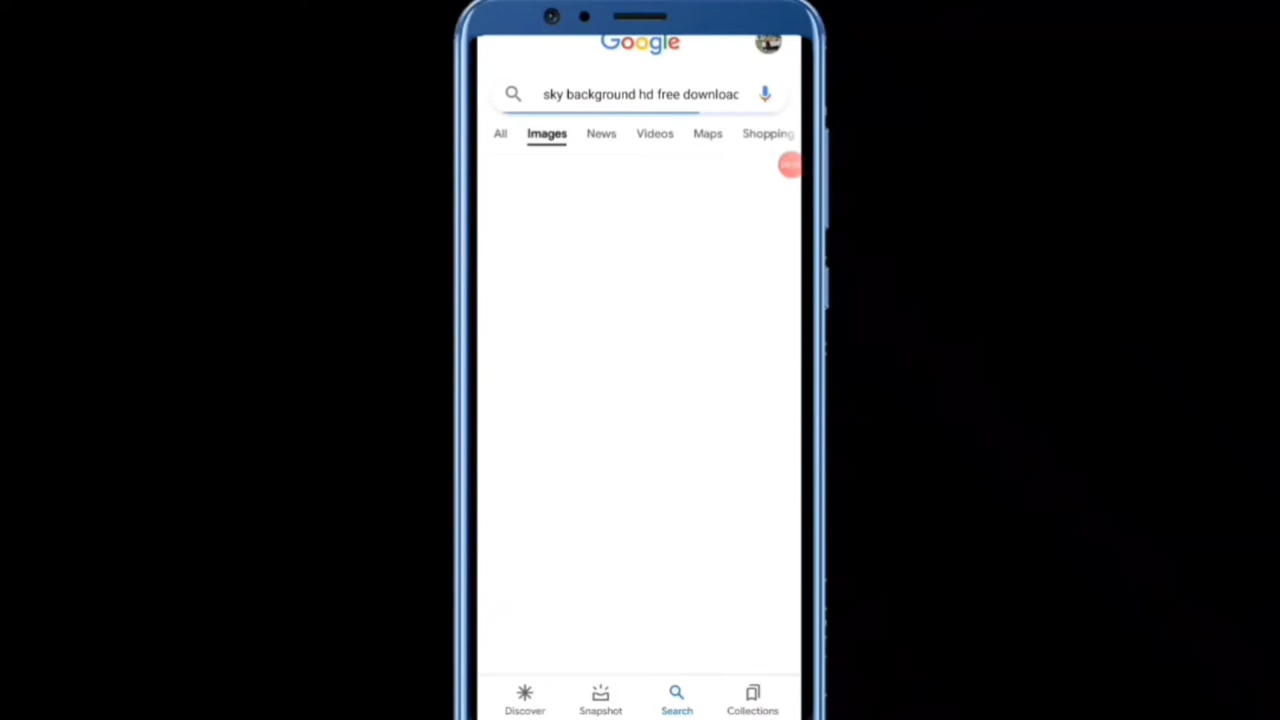 Google
sky background hd free downloac
All Images News Videos Maps Shopping
Discover Snapshot Search Collections